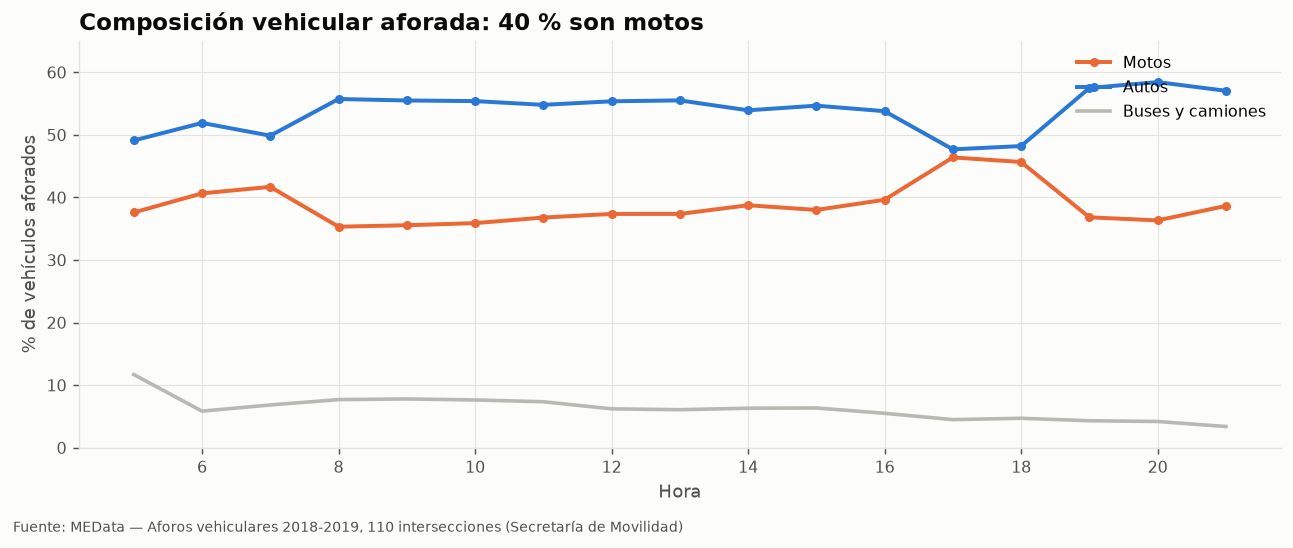 Composición vehicular aforada: 40 % son motos
Motos
Autos
Buses y camiones
% de vehículos aforados
60
50
40
30
20
10
0
6 8 10 12 14 16 18 20
Hora
Fuente: MEData — Aforos vehiculares 2018-2019, 110 intersecciones (Secretaría de Movilidad)